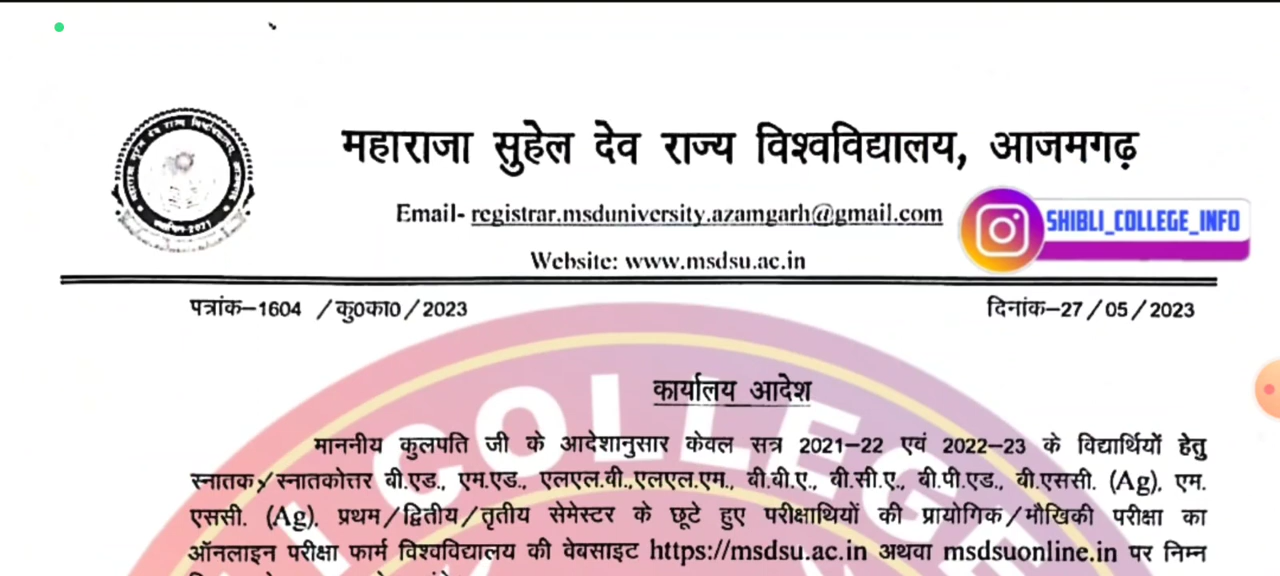 महाराजा सुहेल देव राज्य विश्वविद्यालय, आजमगढ़
Email- registrar.msduniversity.azamgarh@gmail.com
SHIBLI_COLLEGE_INFO
Website: www.msdsu.ac.in
पत्रांक–1604 /कु0का0/2023
दिनांक–27/05/2023
कार्यालय आदेश
माननीय कुलपति जी के आदेशानुसार केवल सत्र 2021–22 एवं 2022–23 के विद्यार्थियों हेतु
स्नातक/स्नातकोत्तर बी.एड., एम.एड., एलएल.बी.,एलएल.एम., बी.बी.ए., बी.सी.ए., बी.पी.एड., बी.एससी. (Ag), एम.
एससी. (Ag), प्रथम/द्वितीय/तृतीय सेमेस्टर के छूटे हुए परीक्षाथियों की प्रायोगिक/मौखिकी परीक्षा का
ऑनलाइन परीक्षा फार्म विश्वविद्यालय की वेबसाइट https://msdsu.ac.in अथवा msdsuonline.in पर निम्न
I COLLEGE